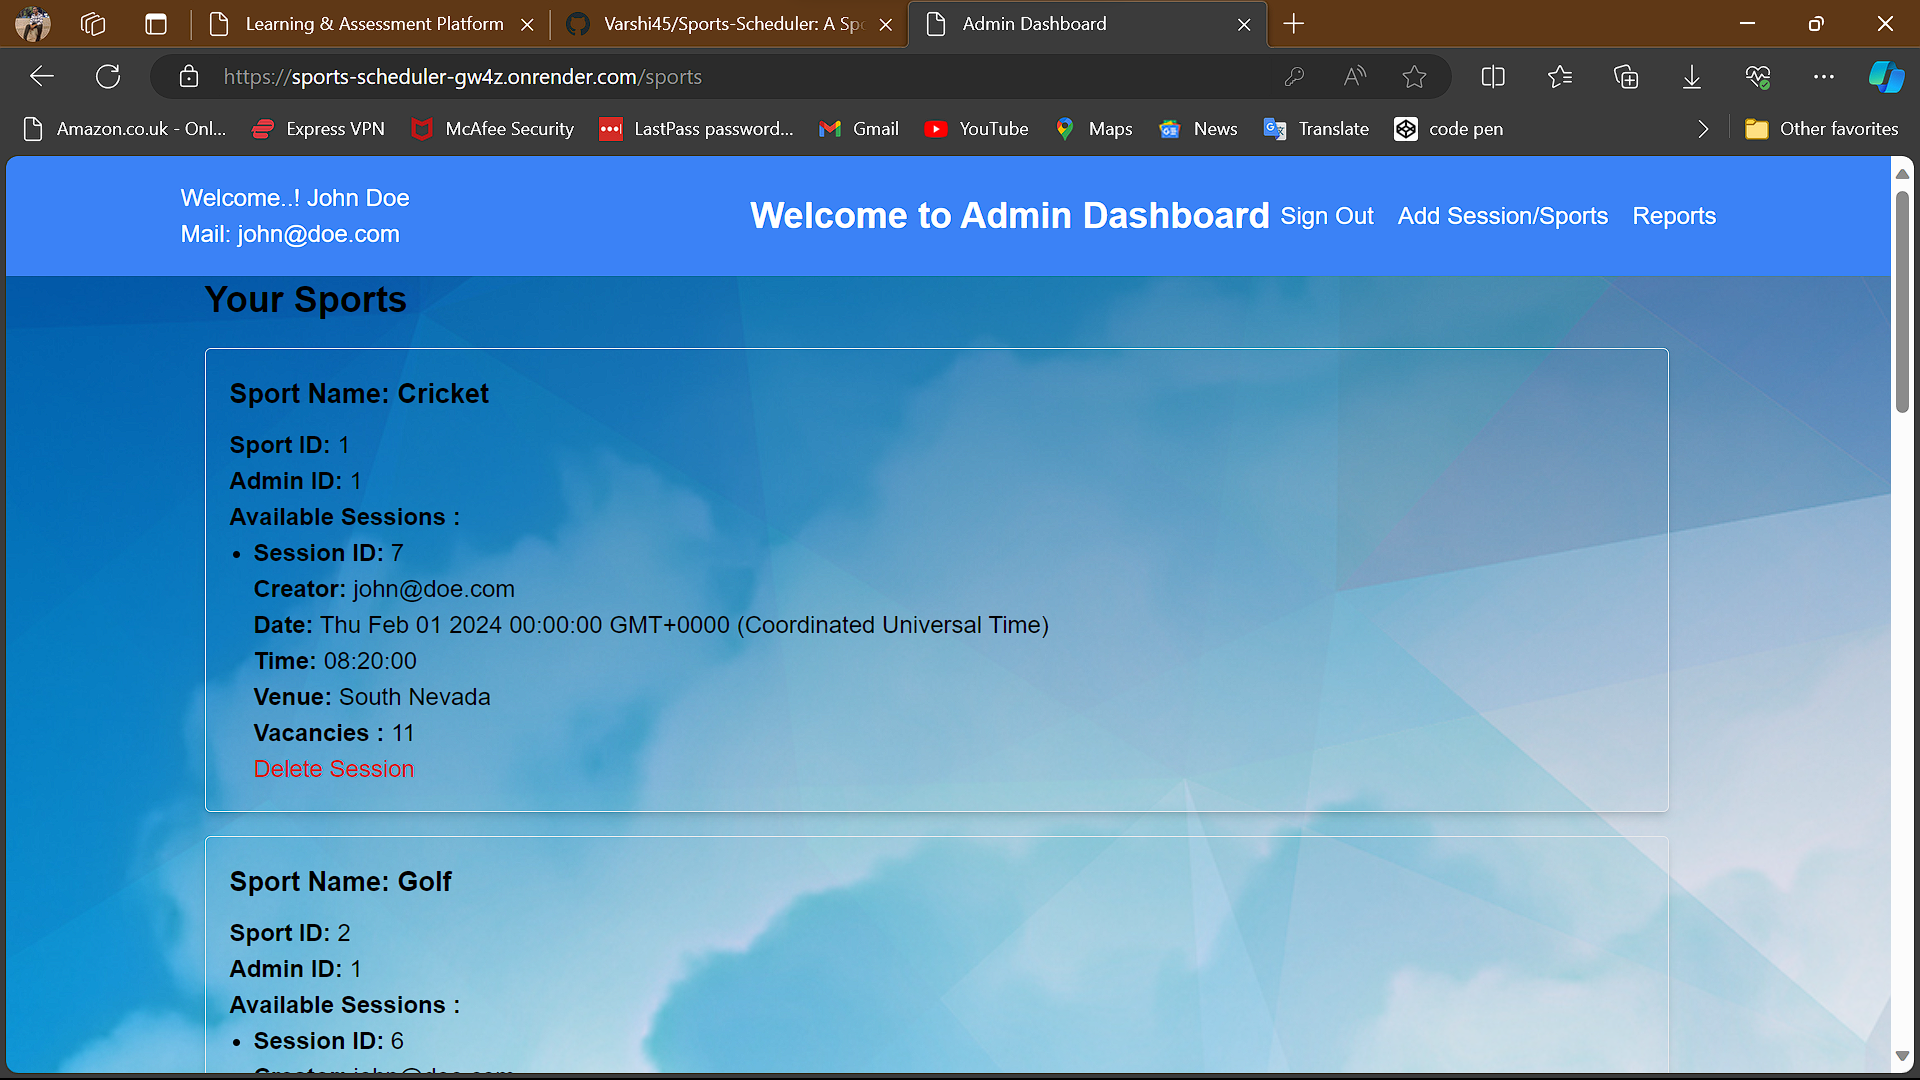 Learning & Assessment Platform
Varshi45/Sports-Scheduler: A Spo
Admin Dashboard
https://sports-scheduler-gw4z.onrender.com/sports
Amazon.co.uk - Onl...
Express VPN
McAfee Security
LastPass password...
Gmail
YouTube
Maps
News
Translate
code pen
Other favorites
Welcome..! John Doe
Mail: john@doe.com
Welcome to Admin Dashboard
Sign Out
Add Session/Sports
Reports
Your Sports
Sport Name: Cricket
Sport ID: 1
Admin ID: 1
Available Sessions :
• Session ID: 7
Creator: john@doe.com
Date: Thu Feb 01 2024 00:00:00 GMT+0000 (Coordinated Universal Time)
Time: 08:20:00
Venue: South Nevada
Vacancies : 11
Delete Session
Sport Name: Golf
Sport ID: 2
Admin ID: 1
Available Sessions :
• Session ID: 6
Creator: john@doe.com